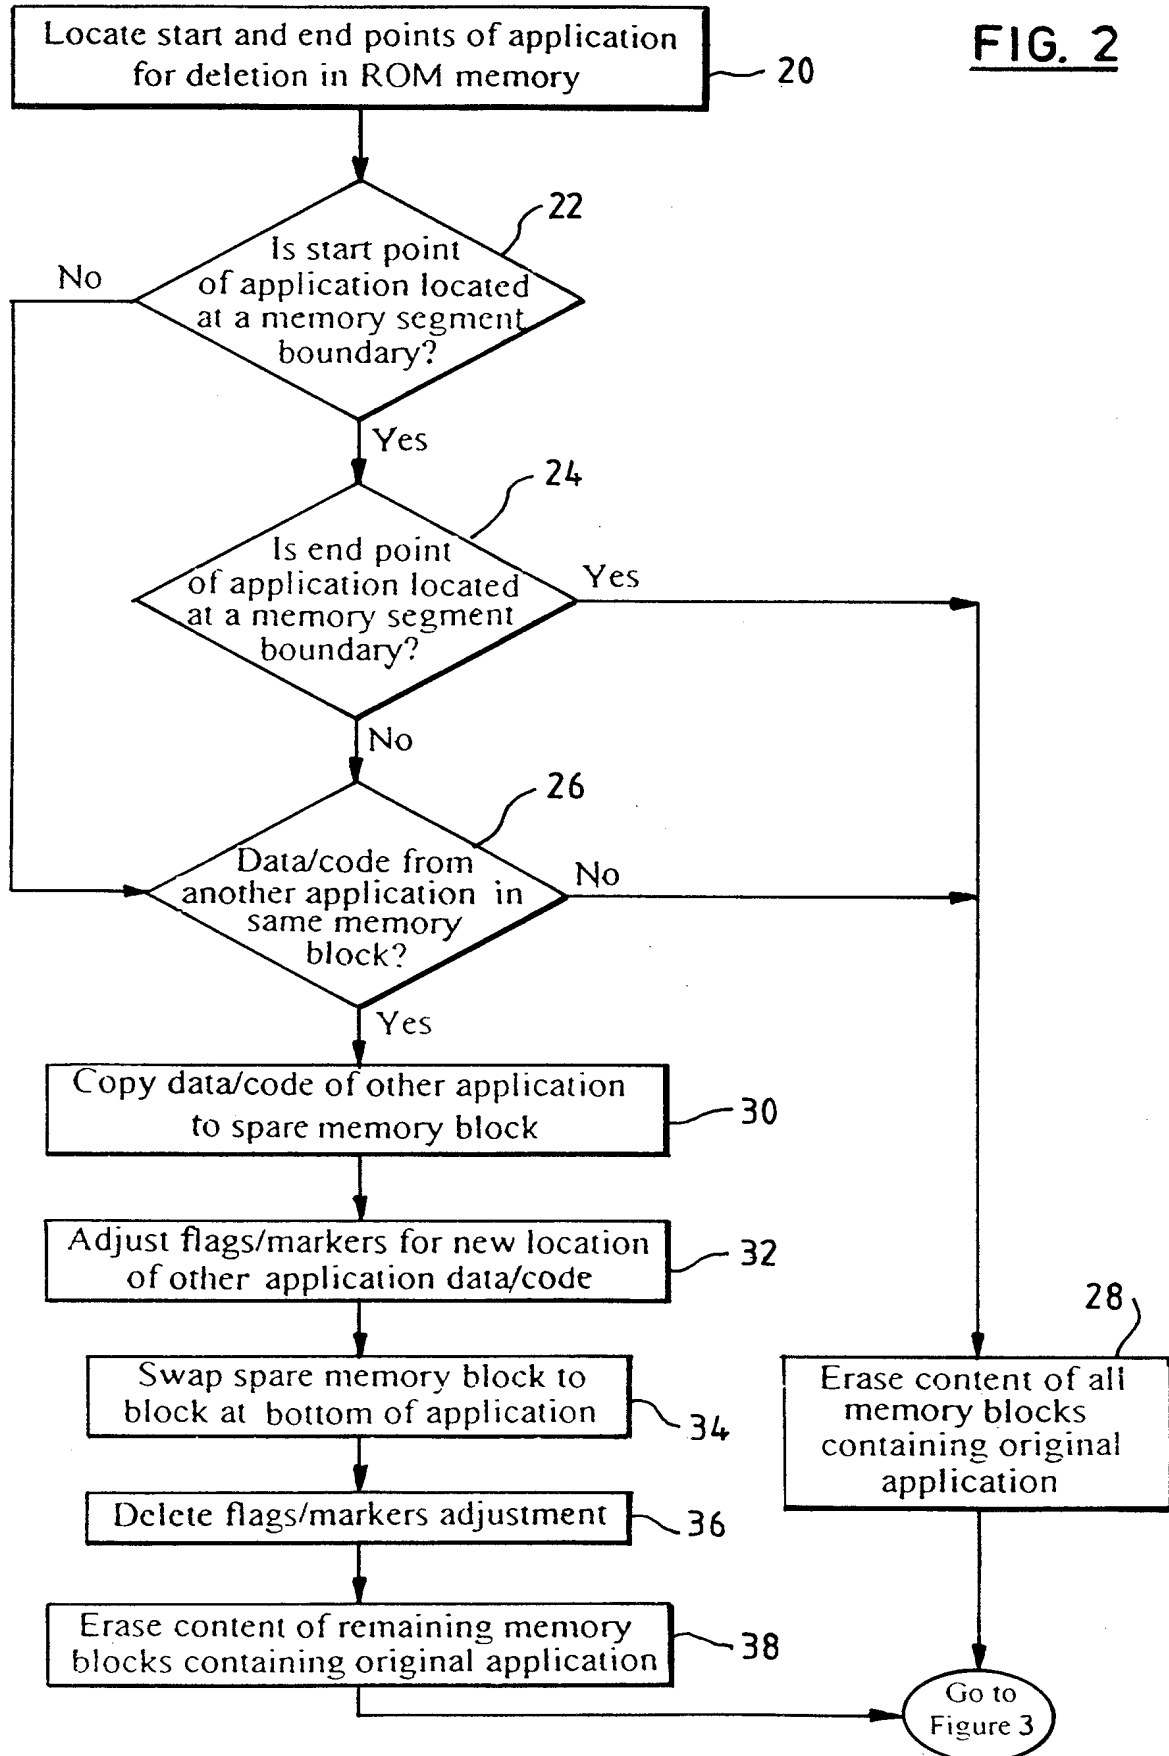 Locate start and end points of application
for deletion in ROM memory
FIG. 2
20
22
Is start point
of application located
at a memory segment
boundary?
No
Yes
24
Is end point
of application located
at a memory segment
boundary?
Yes
No
26
Data/code from
another application in
same memory
block?
No
Yes
Copy data/code of other application
to spare memory block
30
Adjust flags/markers for new location
of other application data/code
32
28
Swap spare memory block to
block at bottom of application
34
Erase content of all
memory blocks
containing original
application
Delete flags/markers adjustment
36
Erase content of remaining memory
blocks containing original application
38
Go to
Figure 3